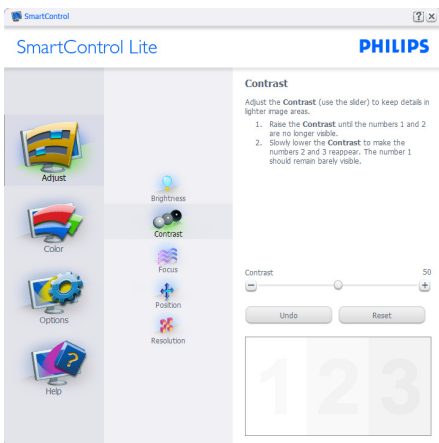 SmartControl
SmartControl Lite
PHILIPS
Adjust
Color
Options
Help
Brightness
Contrast
Focus
Position
Resolution
Contrast
Adjust the Contrast (use the slider) to keep details in
lighter image areas.
1. Raise the Contrast until the numbers 1 and 2
are no longer visible.
2. Slowly lower the Contrast to make the
numbers 2 and 3 reappear. The number 1
should remain barely visible.
Contrast 50
Undo Reset
1 2 3